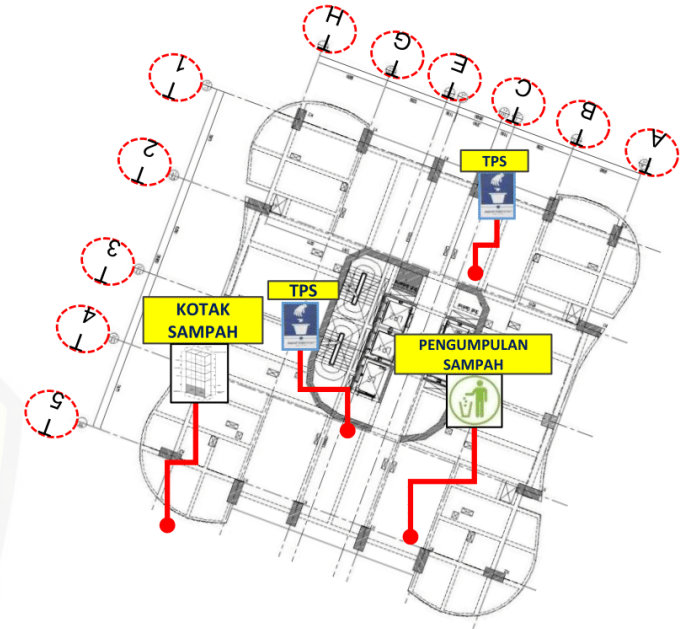 T H
T G
T E
T C
T B
T A
T 1
T 2
T 3
T 4
T 5
TPS
TPS
KOTAK
SAMPAH
PENGUMPULAN
SAMPAH